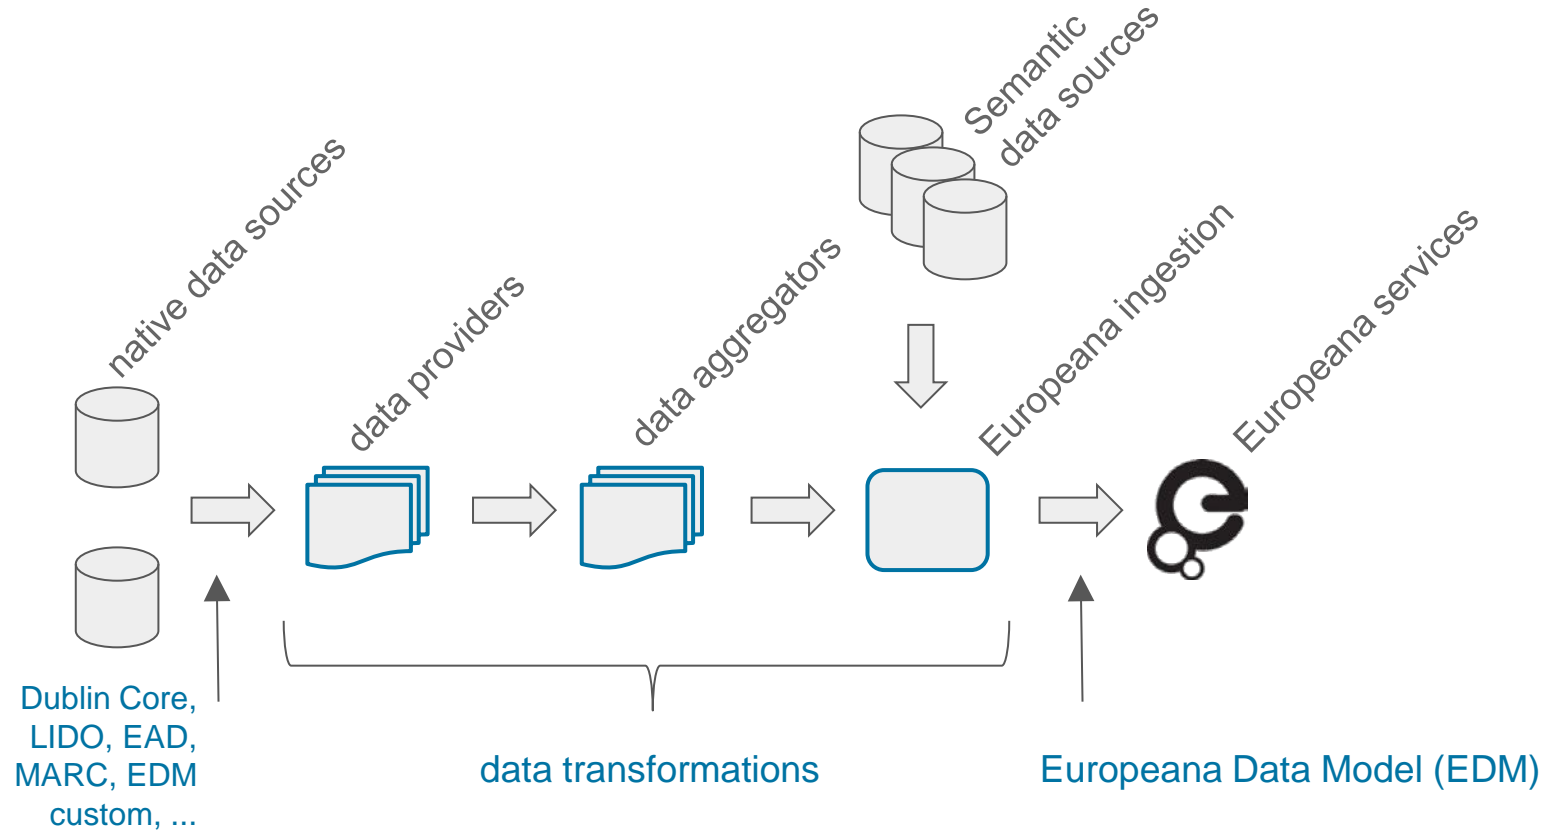 native data sources
data providers
data aggregators
Semantic
data sources
Europeana ingestion
Europeana services
Dublin Core,
LIDO, EAD,
MARC, EDM
custom, ...
data transformations
Europeana Data Model (EDM)